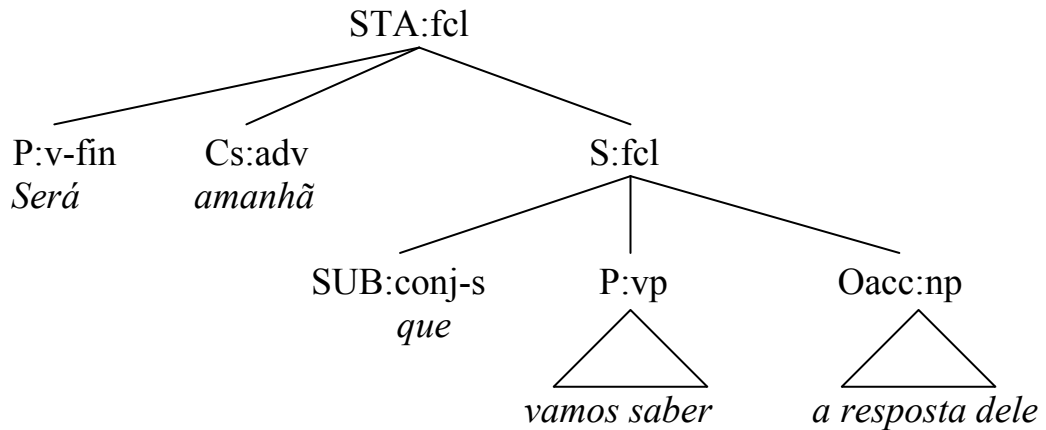 STA:fcl
P:v-fin Cs:adv S:fcl
Será amanhã
SUB:conj-s P:vp Oacc:np
que
vamos saber a resposta dele